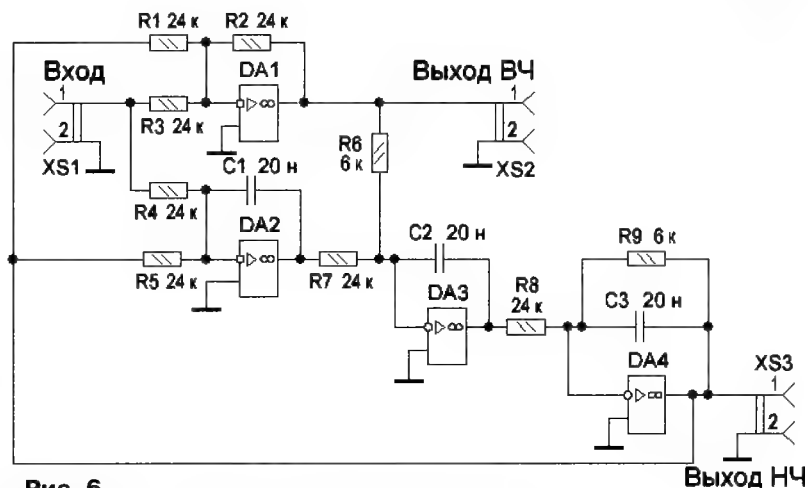 R1 24 к
R2 24 к
Вход
DA1
Выход ВЧ
1
R3 24 к
▷∞
1
2
R6
6 к
2
XS1
C1 20 н
XS2
R4
24 к
DA2
C2 20 н
R9 6 к
▷∞
R5 24 к
R7 24 к
DA3
R8
24 к
C3 20 н
▷∞
DA4
XS3
1
▷∞
2
Рис. 6
Выход НЧ